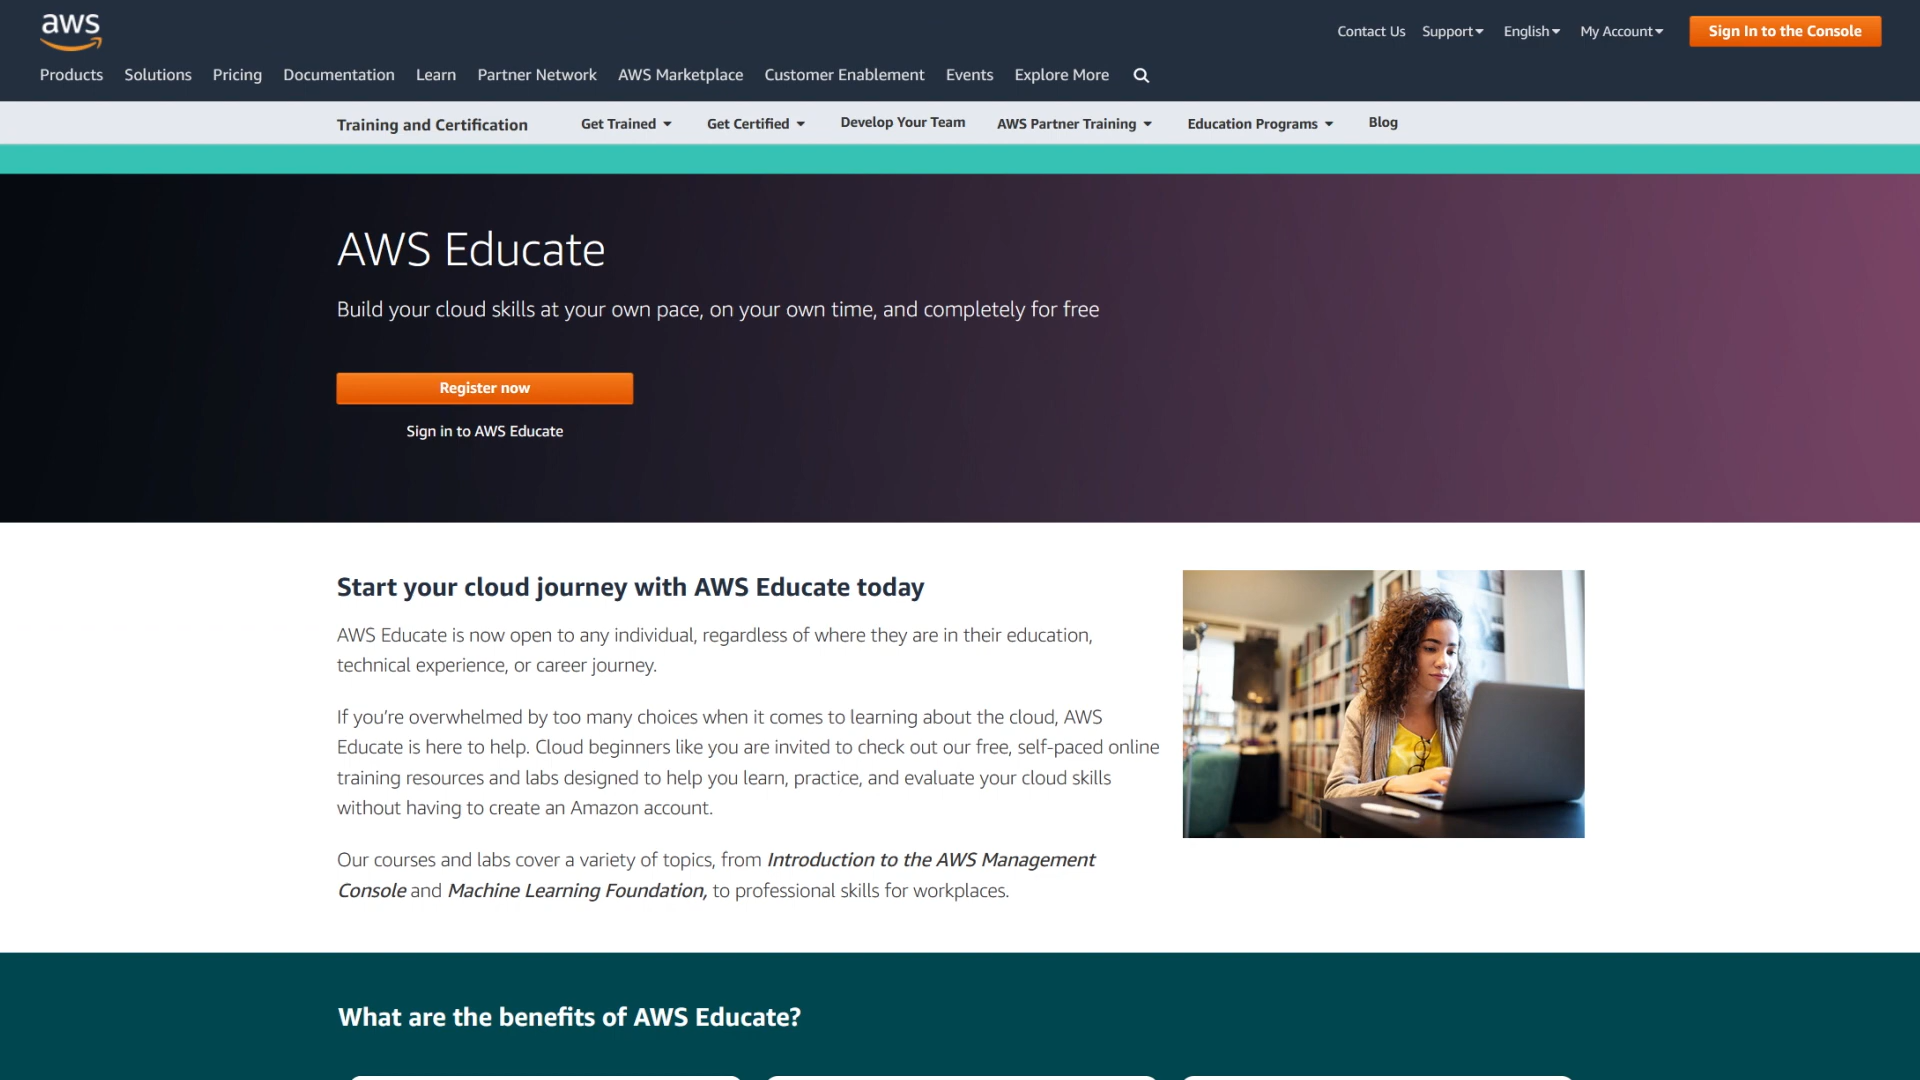 aws
Contact Us Support English My Account Sign In to the Console
Products Solutions Pricing Documentation Learn Partner Network AWS Marketplace Customer Enablement Events Explore More
Training and Certification Get Trained Get Certified Develop Your Team AWS Partner Training Education Programs Blog
AWS Educate
Build your cloud skills at your own pace, on your own time, and completely for free
Register now
Sign in to AWS Educate
Start your cloud journey with AWS Educate today
AWS Educate is now open to any individual, regardless of where they are in their education,
technical experience, or career journey.
If you’re overwhelmed by too many choices when it comes to learning about the cloud, AWS
Educate is here to help. Cloud beginners like you are invited to check out our free, self-paced online
training resources and labs designed to help you learn, practice, and evaluate your cloud skills
without having to create an Amazon account.
Our courses and labs cover a variety of topics, from Introduction to the AWS Management
Console and Machine Learning Foundation, to professional skills for workplaces.
What are the benefits of AWS Educate?